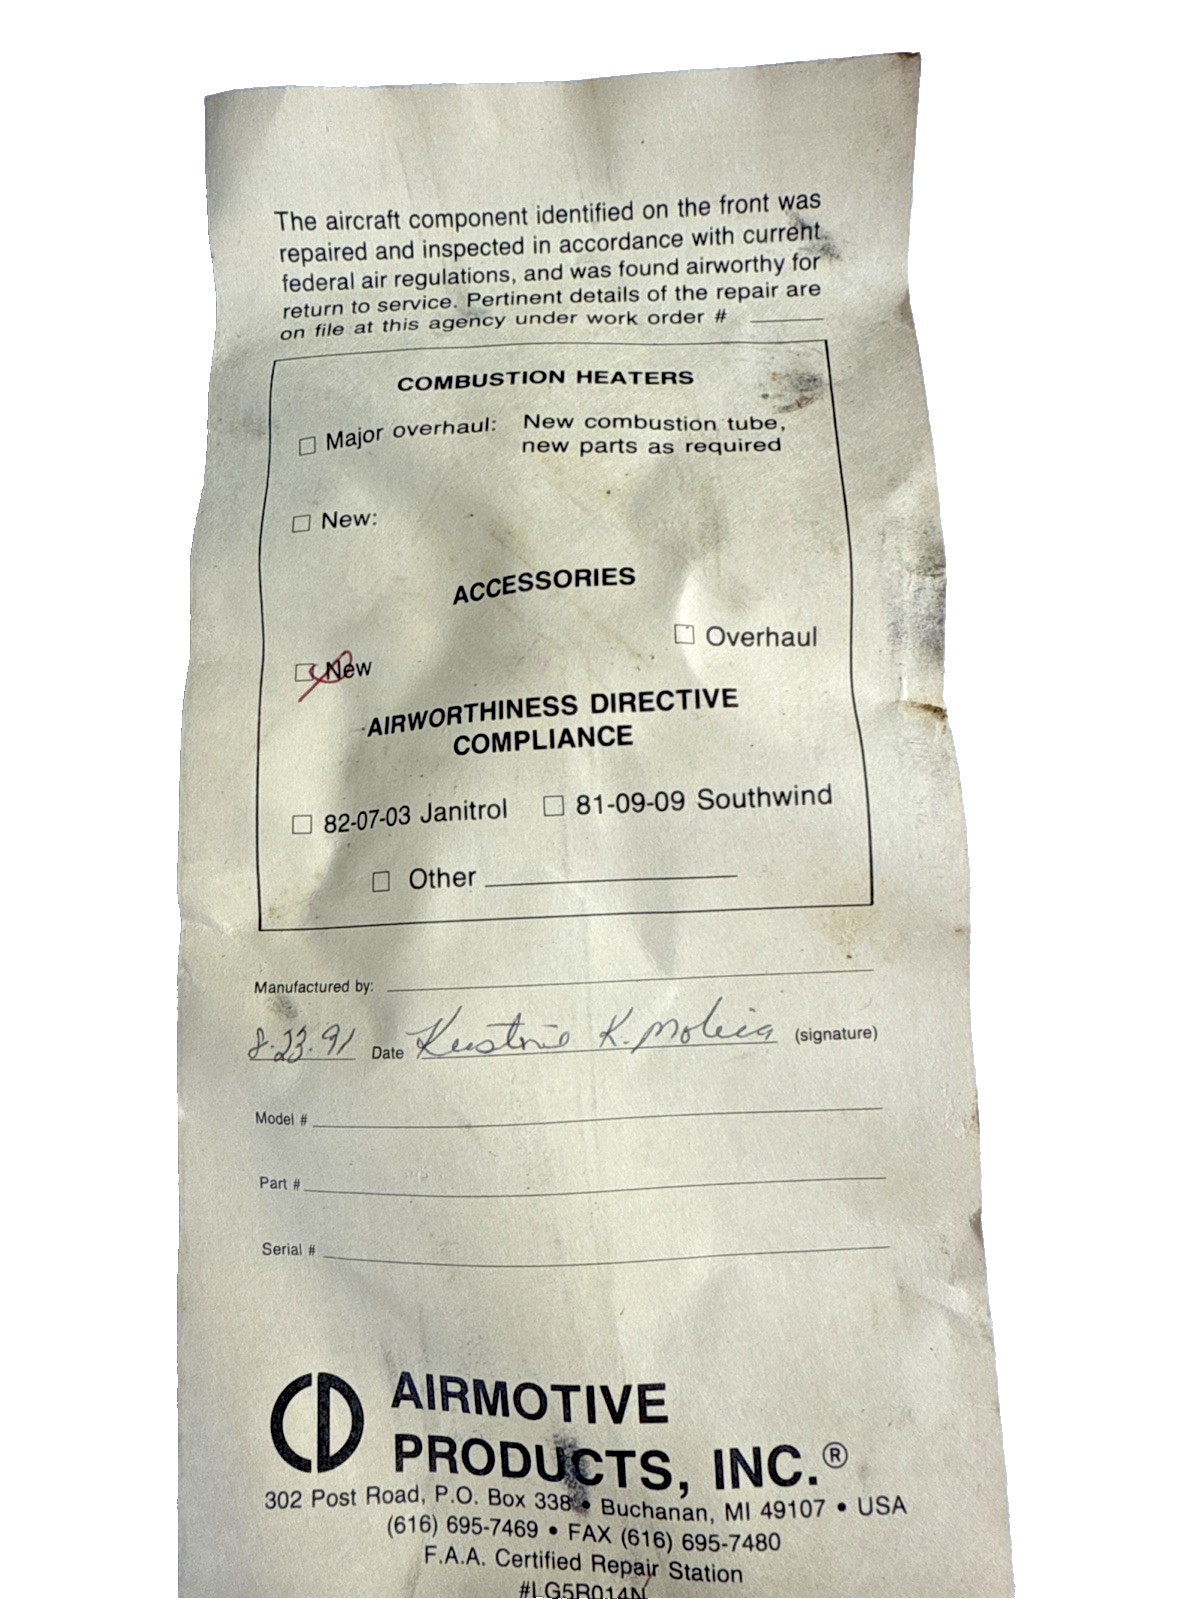 The aircraft component identified on the front was
repaired and inspected in accordance with current
federal air regulations, and was found airworthy for
return to service. Pertinent details of the repair are
on file at this agency under work order #
COMBUSTION HEATERS
☐ Major overhaul: New combustion tube,
new parts as required
☐ New:
ACCESSORIES
☐ Overhaul
☒ New
AIRWORTHINESS DIRECTIVE
COMPLIANCE
☐ 82-07-03 Janitrol ☐ 81-09-09 Southwind
☐ Other
Manufactured by:
8-23-91 Date K. (signature)
Model #
Part #
Serial #
CD AIRMOTIVE
PRODUCTS, INC.®
302 Post Road, P.O. Box 338 • Buchanan, MI 49107 • USA
(616) 695-7469 • FAX (616) 695-7480
F.A.A. Certified Repair Station
#LG5R014N